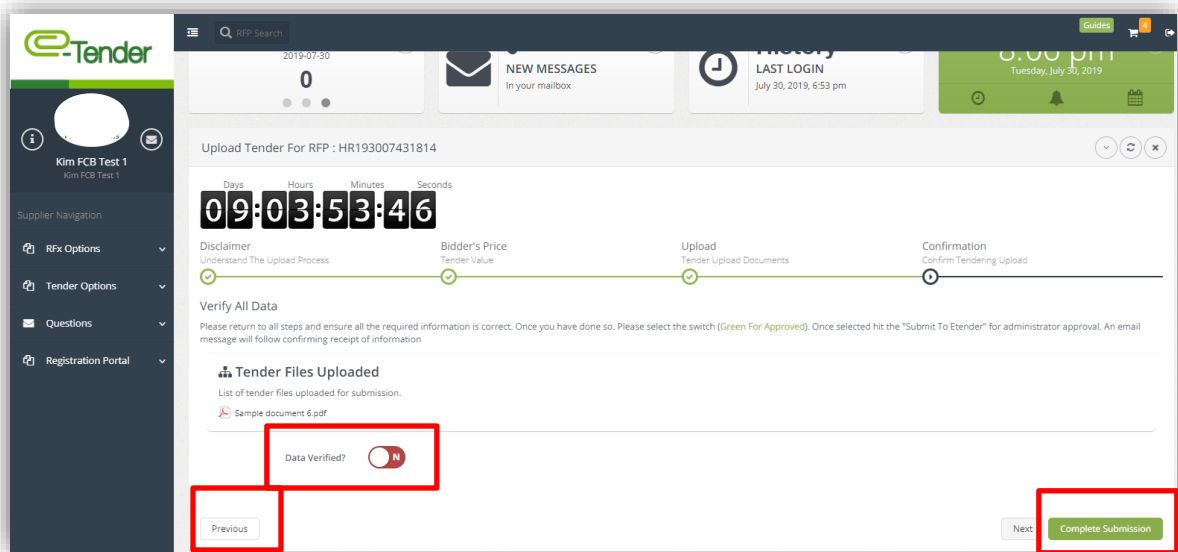 e-Tender
RFP Search
Guides
4
2019-07-30
0
NEW MESSAGES
In your mailbox
History
LAST LOGIN
July 30, 2019, 6:53 pm
8:00 pm
Tuesday, July 30, 2019
Kim FCB Test 1
Kim FCB Test 1
Supplier Navigation
RFx Options
Tender Options
Questions
Registration Portal
Upload Tender For RFP : HR193007431814
Days Hours Minutes Seconds
09:03:53:46
Disclaimer
Understand The Upload Process
Bidder's Price
Tender Value
Upload
Tender Upload Documents
Confirmation
Confirm Tendering Upload
Verify All Data
Please return to all steps and ensure all the required information is correct. Once you have done so. Please select the switch (Green For Approved). Once selected hit the "Submit To Etender" for administrator approval. An email
message will follow confirming receipt of information
Tender Files Uploaded
List of tender files uploaded for submission.
Sample document 6.pdf
Data Verified? N
Previous
Next
Complete Submission